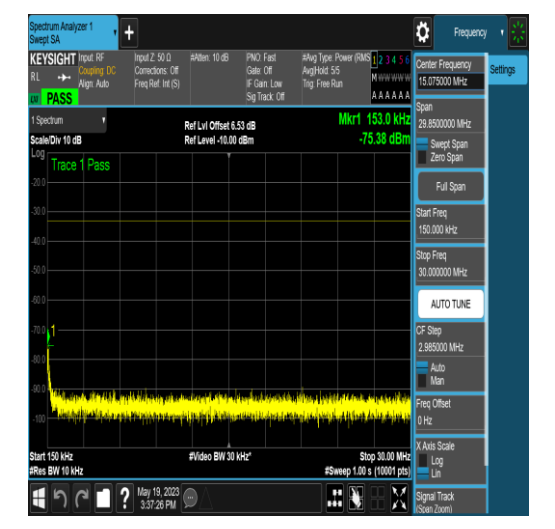 Spectrum Analyzer 1
Swept SA
+
Frequency
KEYSIGHT
RL
PASS
Input: RF
Coupling: DC
Align: Auto
Input Z: 50 Ω
Corrections: Off
Freq Ref: Int (S)
#Atten: 10 dB
PNO: Fast
Gate: Off
IF Gain: Low
Sig Track: Off
#Avg Type: Power (RMS
Avg|Hold: 5/5
Trig: Free Run
1 2 3 4 5 6
M W W W W W
A A A A A A
1 Spectrum
Scale/Div 10 dB
Ref Lvl Offset 6.53 dB
Ref Level -10.00 dBm
Mkr1 153.0 kHz
-75.38 dBm
Log
Trace 1 Pass
-20.0
-30.0
-40.0
-50.0
-60.0
-70.0
-80.0
-90.0
-100
1
Start 150 kHz
#Res BW 10 kHz
#Video BW 30 kHz*
Stop 30.00 MHz
#Sweep 1.00 s (10001 pts)
?
May 19, 2023
3:37:26 PM
Center Frequency
15.075000 MHz
Settings
Span
29.8500000 MHz
Swept Span
Zero Span
Full Span
Start Freq
150.000 kHz
Stop Freq
30.000000 MHz
AUTO TUNE
CF Step
2.985000 MHz
Auto
Man
Freq Offset
0 Hz
X Axis Scale
Log
Lin
Signal Track
(Span Zoom)